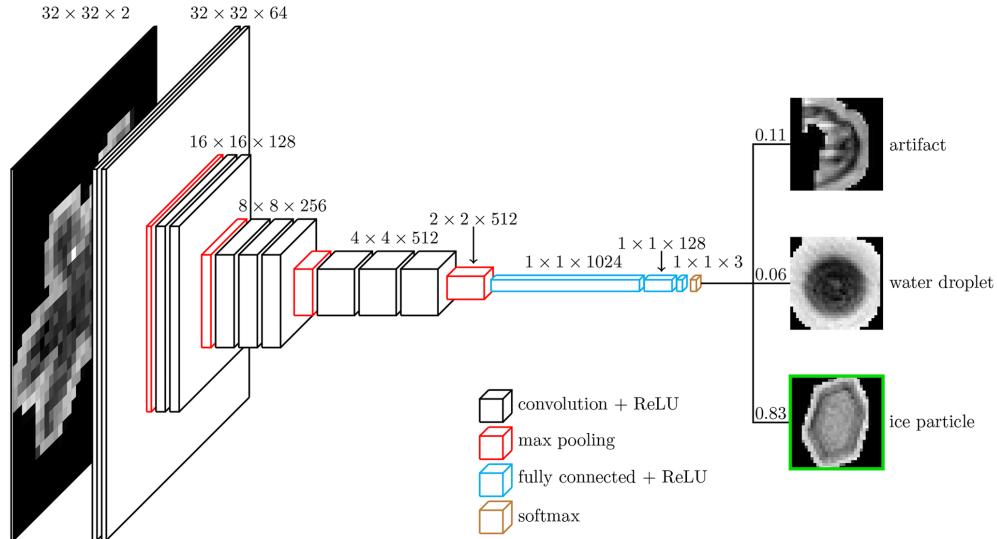 32 × 32 × 2
32 × 32 × 64
16 × 16 × 128
8 × 8 × 256
4 × 4 × 512
2 × 2 × 512
1 × 1 × 1024
1 × 1 × 128
1 × 1 × 3
0.11
artifact
0.06
water droplet
0.83
ice particle
convolution + ReLU
max pooling
fully connected + ReLU
softmax